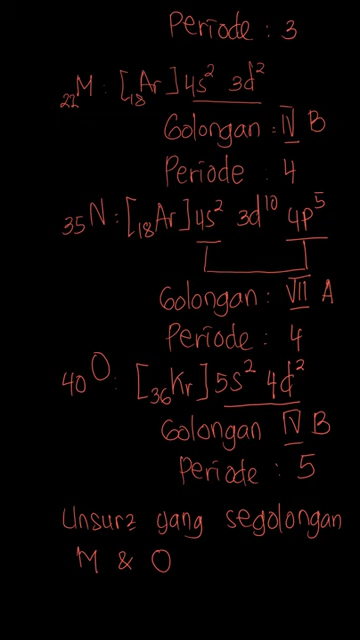 Periode : 3
₂₂M : [₁₈Ar] 4s² 3d²
Golongan : IV B
Periode : 4
₃₅N : [₁₈Ar] 4s² 3d¹⁰ 4p⁵
Golongan : VII A
Periode : 4
₄₀O : [₃₆Kr] 5s² 4d²
Golongan IV B
Periode : 5
Unsur² yang segolongan
M & O